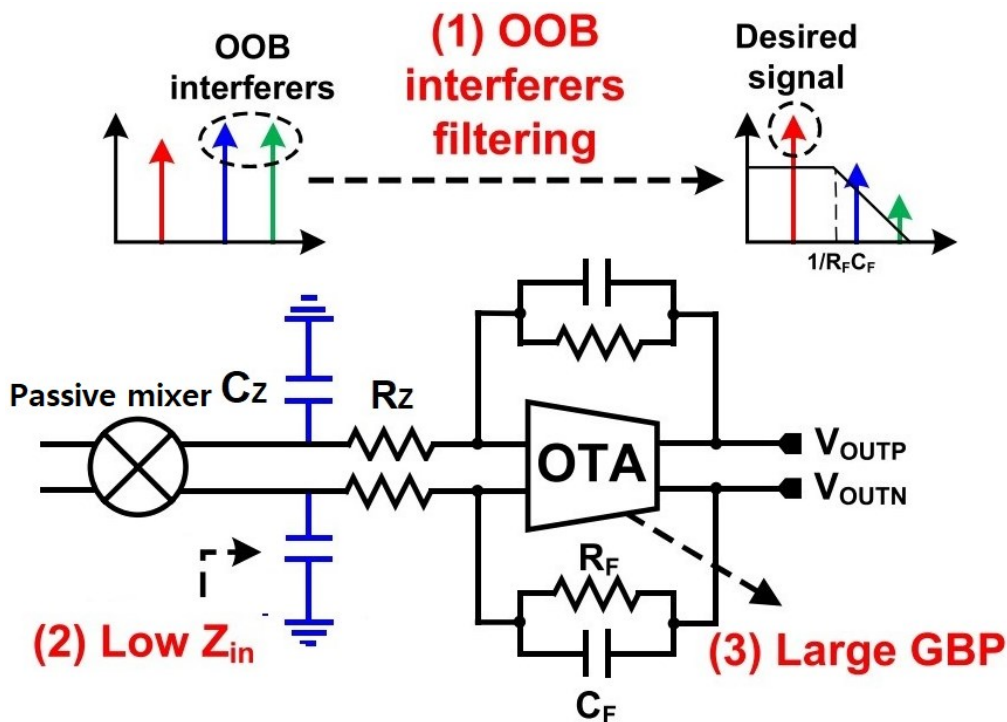 (1) OOB
interferers
filtering
OOB
interferers
Desired
signal
1/RFCF
Passive mixer
CZ
RZ
OTA
VOUTP
VOUTN
RF
(2) Low Zin
(3) Large GBP
CF